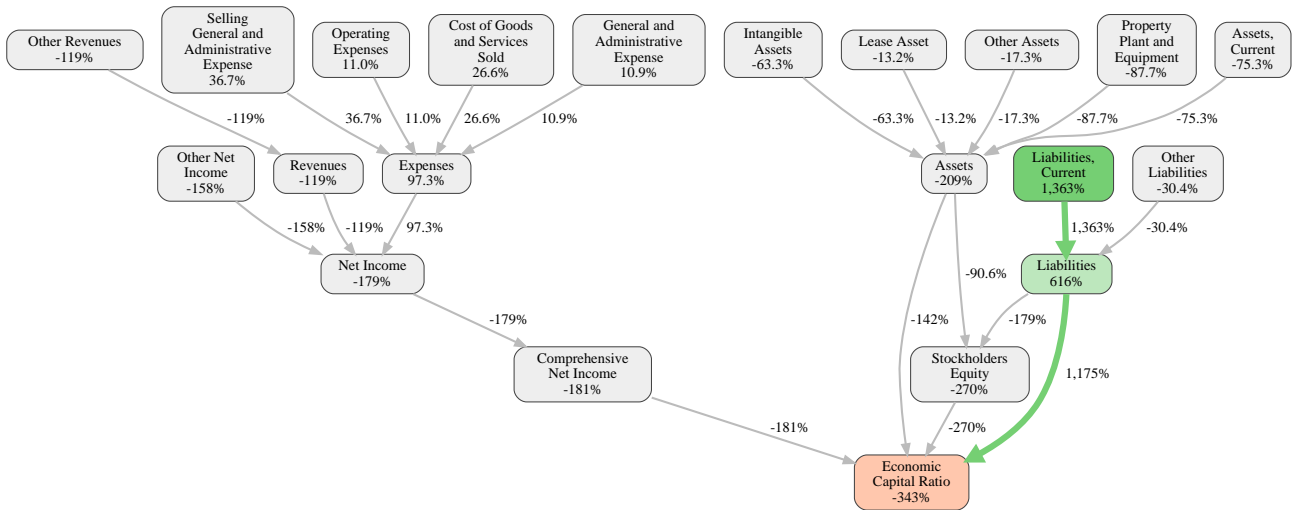 Other Revenues
-119%
Selling
General and
Administrative
Expense
36.7%
Operating
Expenses
11.0%
Cost of Goods
and Services
Sold
26.6%
General and
Administrative
Expense
10.9%
Intangible
Assets
-63.3%
Lease Asset
-13.2%
Other Assets
-17.3%
Property
Plant and
Equipment
-87.7%
Assets,
Current
-75.3%
-119%
36.7%
11.0%
26.6%
10.9%
-63.3%
-13.2%
-17.3%
-87.7%
-75.3%
Other Net
Income
-158%
Revenues
-119%
Expenses
97.3%
Assets
-209%
Liabilities,
Current
1,363%
Other
Liabilities
-30.4%
-158%
-119%
97.3%
1,363%
-30.4%
Net Income
-179%
-90.6%
Liabilities
616%
-179%
-142%
-179%
Comprehensive
Net Income
-181%
Stockholders
Equity
-270%
1,175%
-181%
-270%
Economic
Capital Ratio
-343%